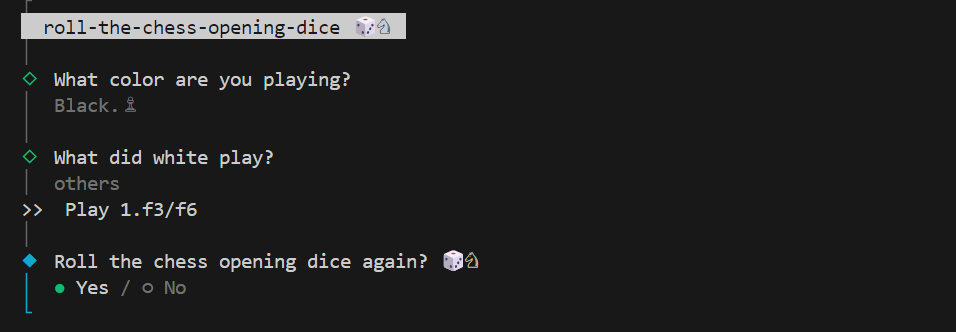 roll-the-chess-opening-dice 🎲♘
What color are you playing?
Black.♗
What did white play?
others
>> Play 1.f3/f6
Roll the chess opening dice again? 🎲♘
● Yes / ○ No